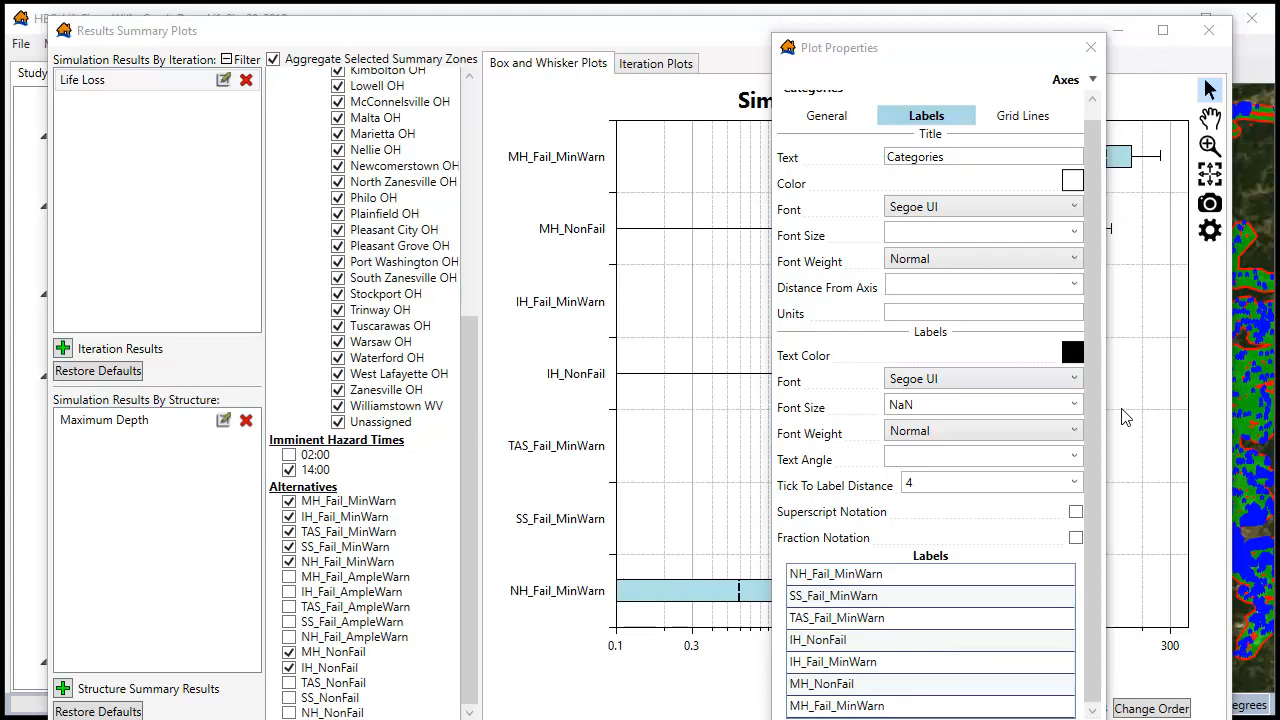 Results Summary Plots
Plot Properties
File
Study
Simulation Results By Iteration:
Filter
Life Loss
Iteration Results
Restore Defaults
Simulation Results By Structure:
Maximum Depth
Structure Summary Results
Restore Defaults
Aggregate Selected Summary Zones
Kimbolton OH
Lowell OH
McConnelsville OH
Malta OH
Marietta OH
Nellie OH
Newcomerstown OH
North Zanesville OH
Philo OH
Plainfield OH
Pleasant City OH
Pleasant Grove OH
Port Washington OH
South Zanesville OH
Stockport OH
Trinway OH
Tuscarawas OH
Warsaw OH
Waterford OH
West Lafayette OH
Zanesville OH
Williamstown WV
Unassigned
Imminent Hazard Times
02:00
14:00
Alternatives
MH_Fail_MinWarn
IH_Fail_MinWarn
TAS_Fail_MinWarn
SS_Fail_MinWarn
NH_Fail_MinWarn
MH_Fail_AmpleWarn
IH_Fail_AmpleWarn
TAS_Fail_AmpleWarn
SS_Fail_AmpleWarn
NH_Fail_AmpleWarn
MH_NonFail
IH_NonFail
TAS_NonFail
SS_NonFail
NH_NonFail
Box and Whisker Plots
Iteration Plots
Sim
MH_Fail_MinWarn
MH_NonFail
IH_Fail_MinWarn
IH_NonFail
TAS_Fail_MinWarn
SS_Fail_MinWarn
NH_Fail_MinWarn
0.1 0.3 300
Axes
Categories
General Labels Grid Lines
Title
Text Categories
Color
Font Segoe UI
Font Size
Font Weight Normal
Distance From Axis
Units
Labels
Text Color
Font Segoe UI
Font Size NaN
Font Weight Normal
Text Angle
Tick To Label Distance 4
Superscript Notation
Fraction Notation
Labels
NH_Fail_MinWarn
SS_Fail_MinWarn
TAS_Fail_MinWarn
IH_NonFail
IH_Fail_MinWarn
MH_NonFail
MH_Fail_MinWarn
Change Order
egrees